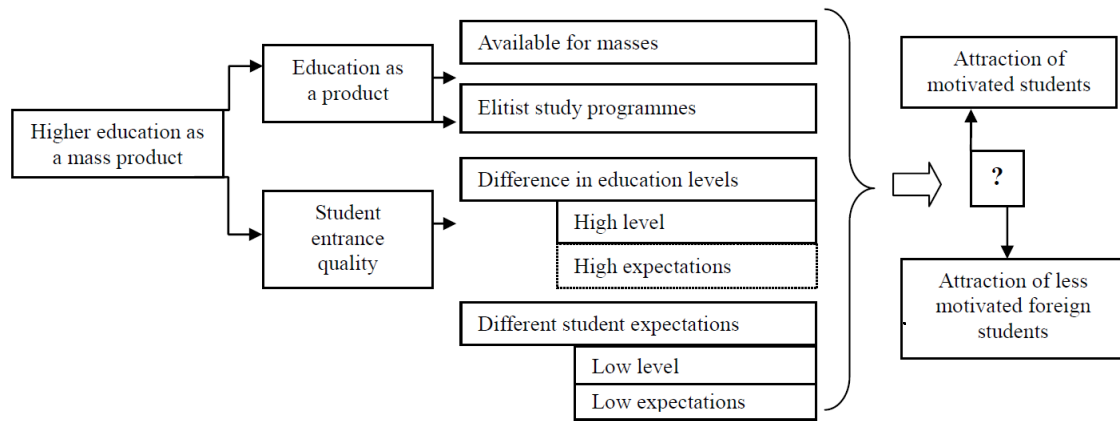 Higher education as
a mass product
Education as
a product
Student
entrance
quality
Available for masses
Elitist study programmes
Difference in education levels
High level
High expectations
Different student expectations
Low level
Low expectations
Attraction of
motivated students
?
Attraction of less
motivated foreign
students